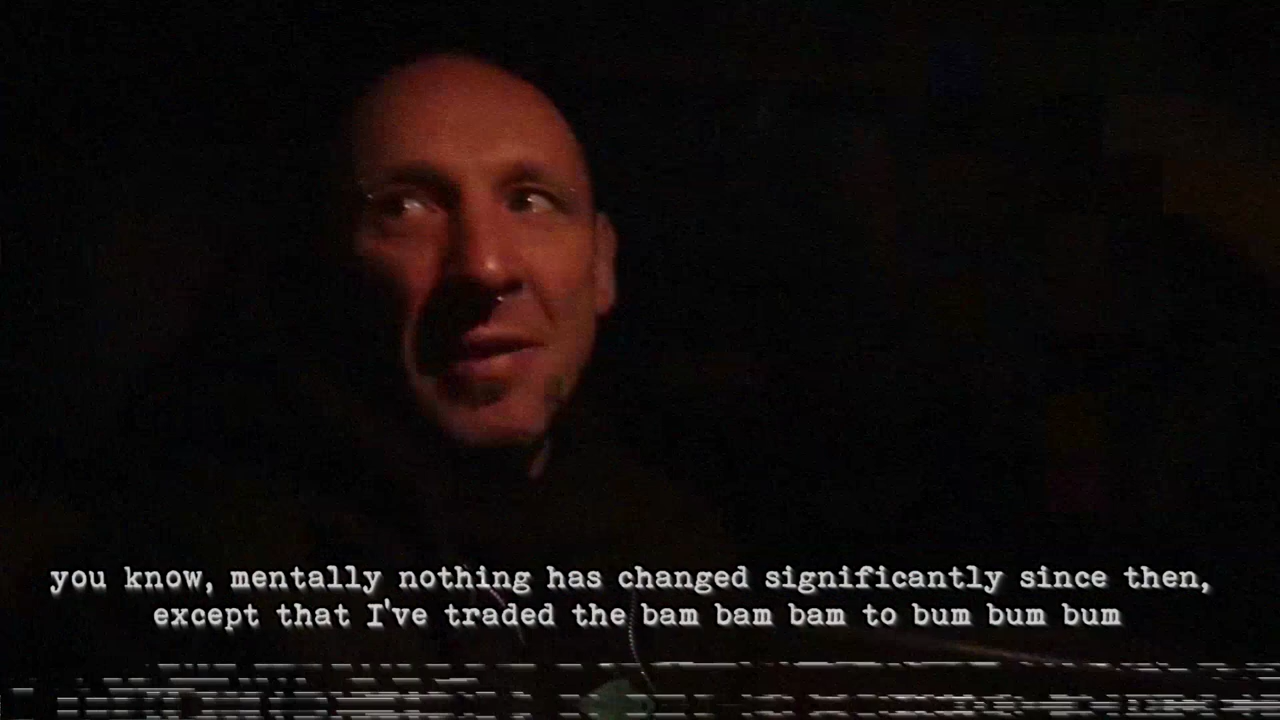 you know, mentally nothing has changed significantly since then,
except that I've traded the bam bam bam to bum bum bum